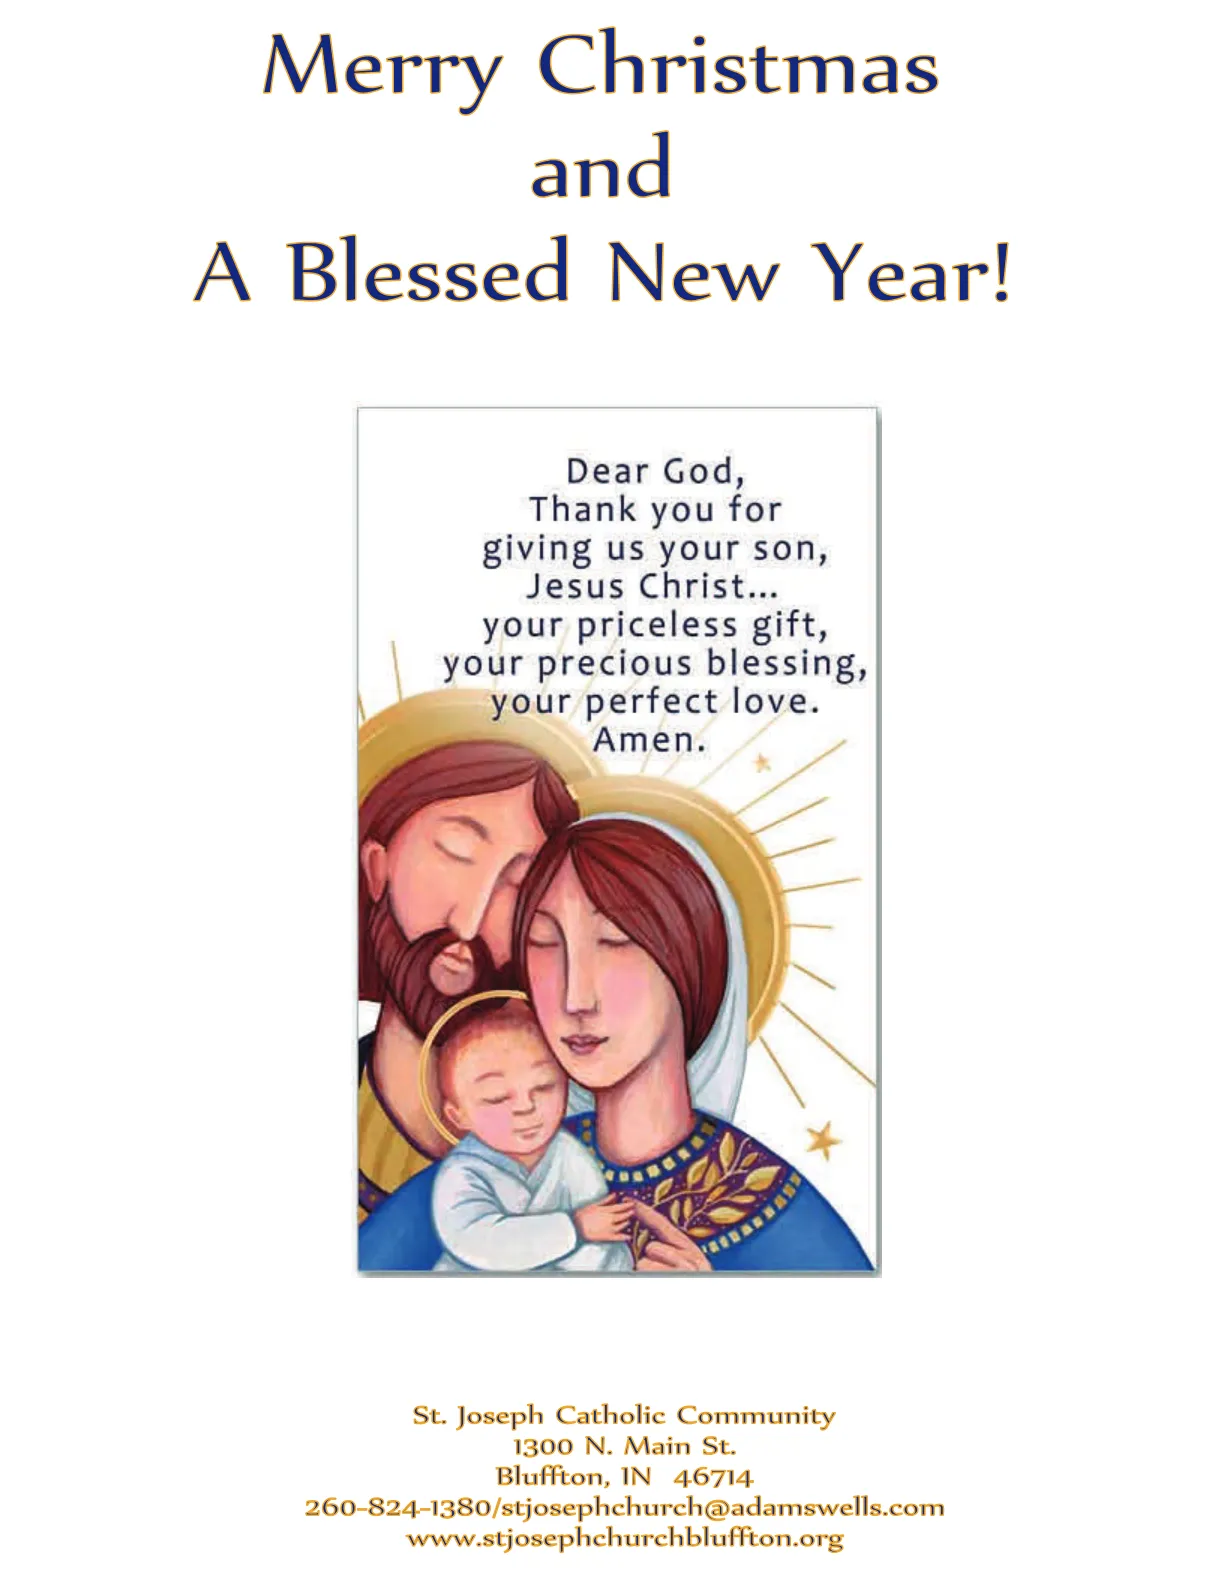 Merry Christmas
and
A Blessed New Year!
Dear God,
Thank you for
giving us your son,
Jesus Christ...
your priceless gift,
your precious blessing,
your perfect love.
Amen.
St. Joseph Catholic Community
1300 N. Main St.
Bluffton, IN 46714
260-824-1380/stjosephchurch@adamswells.com
www.stjosephchurchbluffton.org